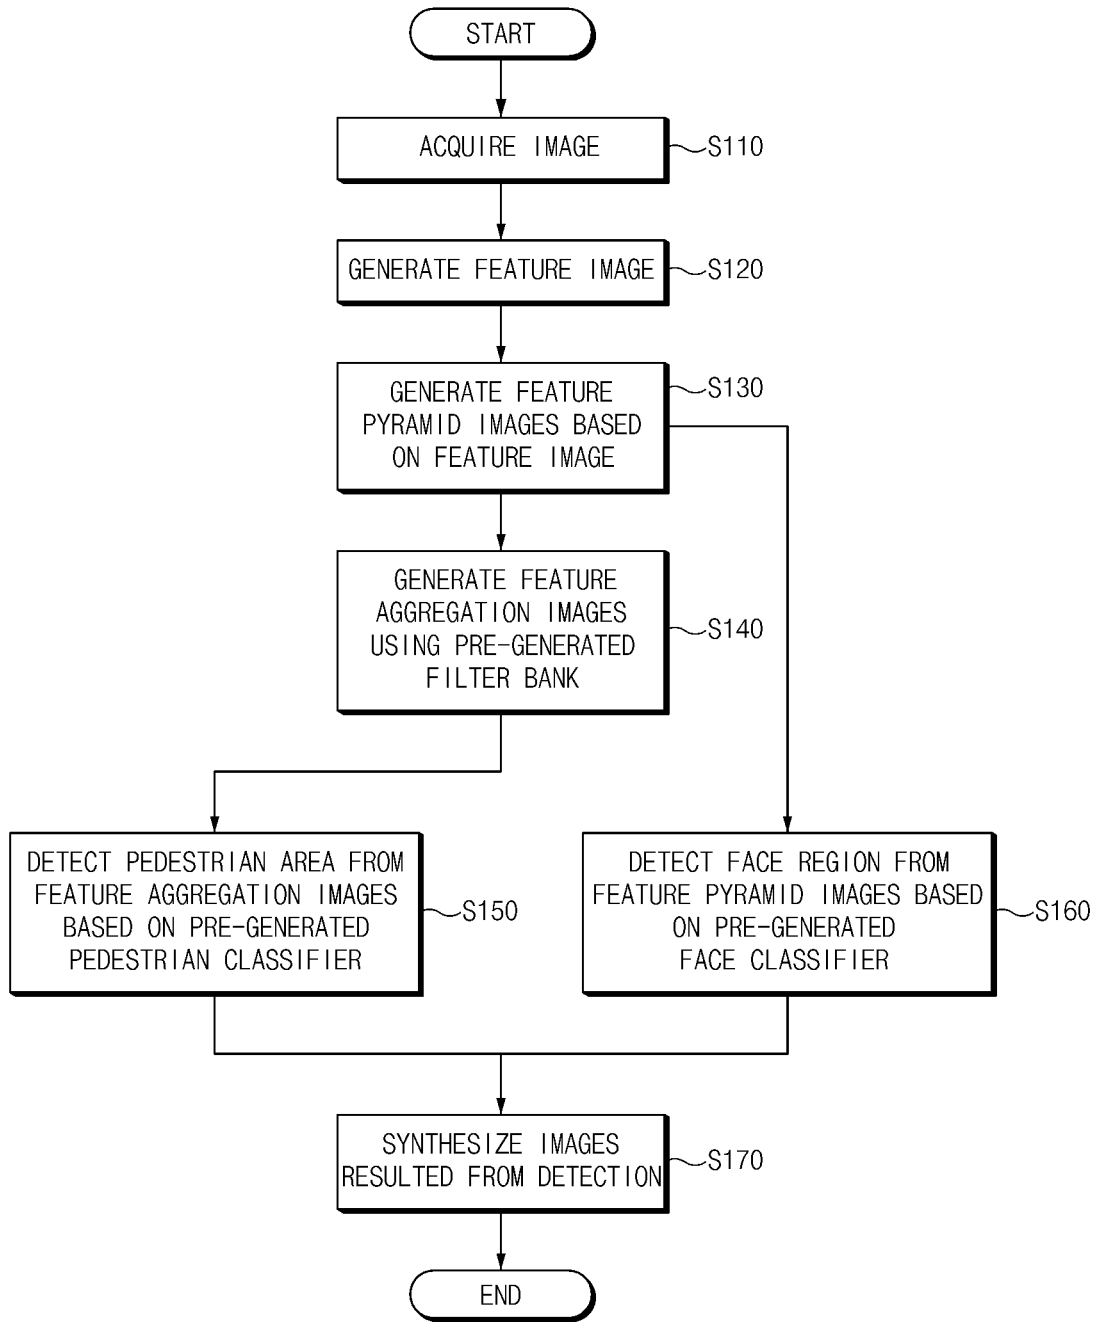 START
ACQUIRE IMAGE
S110
GENERATE FEATURE IMAGE
S120
GENERATE FEATURE
PYRAMID IMAGES BASED
ON FEATURE IMAGE
S130
GENERATE FEATURE
AGGREGATION IMAGES
USING PRE-GENERATED
FILTER BANK
S140
DETECT PEDESTRIAN AREA FROM
FEATURE AGGREGATION IMAGES
BASED ON PRE-GENERATED
PEDESTRIAN CLASSIFIER
S150
DETECT FACE REGION FROM
FEATURE PYRAMID IMAGES BASED
ON PRE-GENERATED
FACE CLASSIFIER
S160
SYNTHESIZE IMAGES
RESULTED FROM DETECTION
S170
END